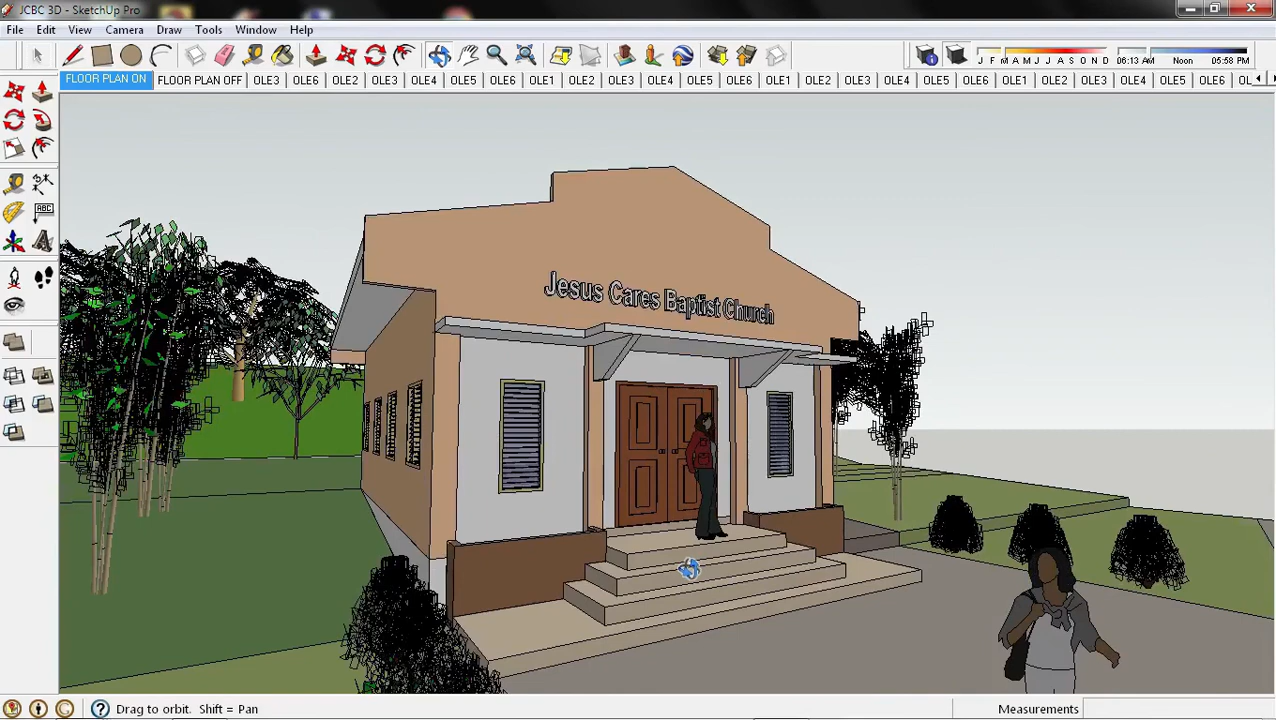 JCBC 3D - SketchUp Pro
File Edit View Camera Draw Tools Window Help
J F M A M J J A S O N D 06:13 AM Noon 05:58 PM
FLOOR PLAN ON FLOOR PLAN OFF OLE3 OLE6 OLE2 OLE3 OLE4 OLE5 OLE6 OLE1 OLE2 OLE3 OLE4 OLE5 OLE6 OLE1 OLE2 OLE3 OLE4 OLE5 OLE6 OLE1 OLE2 OLE3 OLE4 OLE5 OLE6 OL
ABC
Jesus Cares Baptist Church
Drag to orbit. Shift = Pan
Measurements